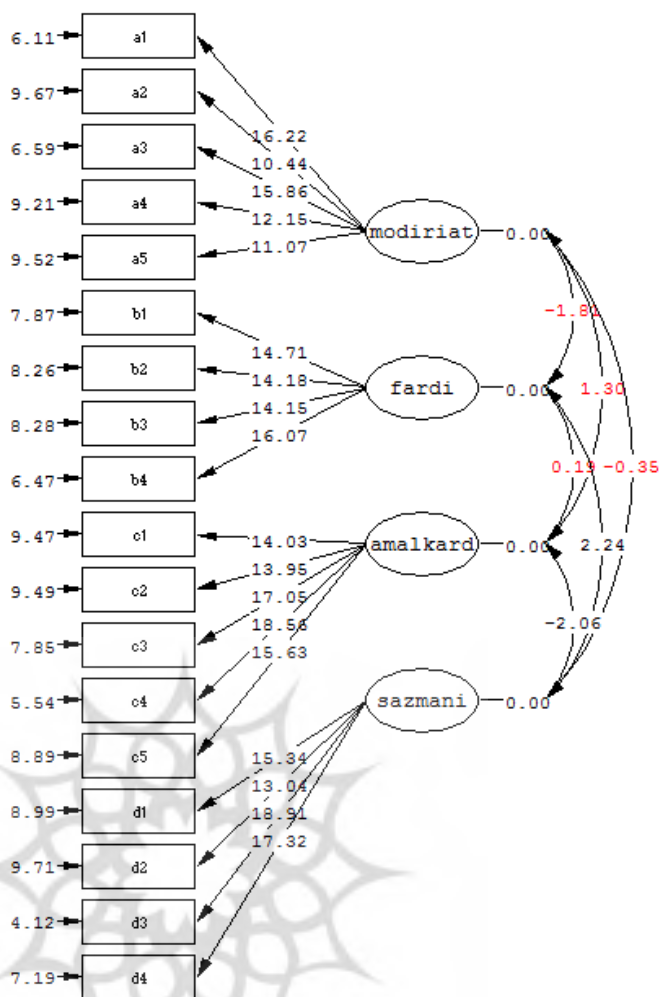 6.11 a1
9.67 a2
6.59 a3
9.21 a4
9.52 a5
7.87 b1
8.26 b2
8.28 b3
6.47 b4
9.47 c1
9.49 c2
7.85 c3
5.54 c4
8.89 c5
8.99 d1
9.71 d2
4.12 d3
7.19 d4
16.22
10.44
15.86
12.15
11.07
14.71
14.18
14.15
16.07
14.03
13.95
17.05
18.56
15.63
15.34
13.04
18.91
17.32
modiriat 0.00
fardi 0.00
amalkard 0.00
sazmani 0.00
-1.81
1.30
0.19 -0.35
2.24
-2.06